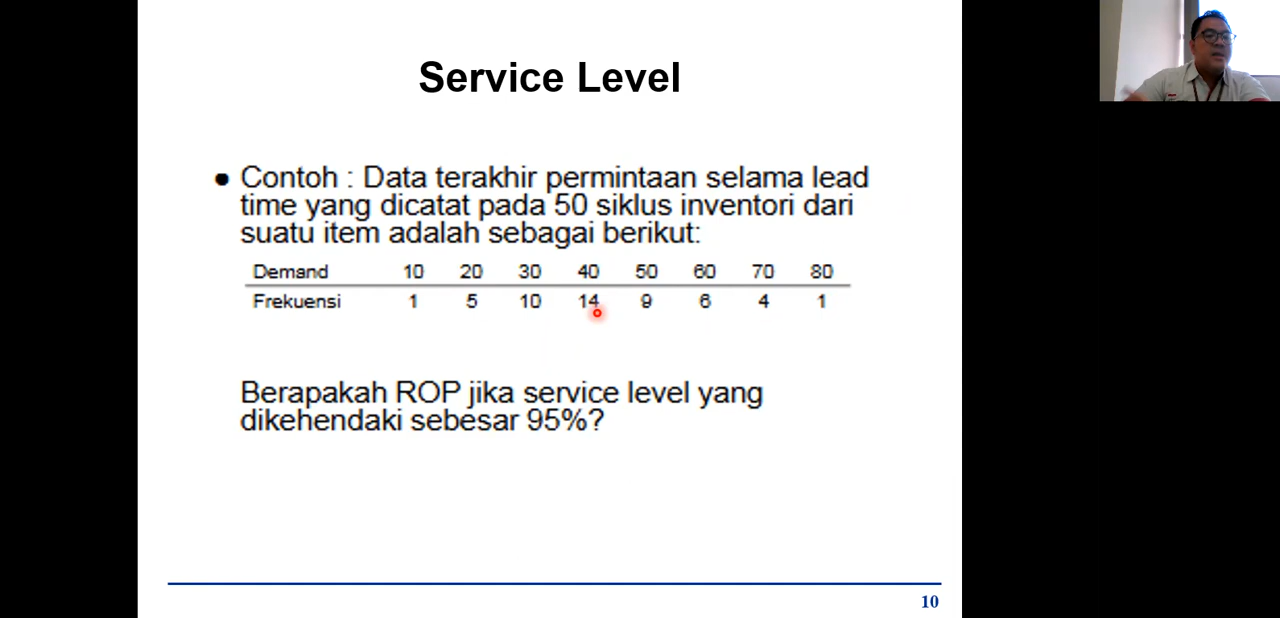 Service Level
• Contoh : Data terakhir permintaan selama lead
time yang dicatat pada 50 siklus inventori dari
suatu item adalah sebagai berikut:
Demand 10 20 30 40 50 60 70 80
Frekuensi 1 5 10 14 9 6 4 1
Berapakah ROP jika service level yang
dikehendaki sebesar 95%?
10